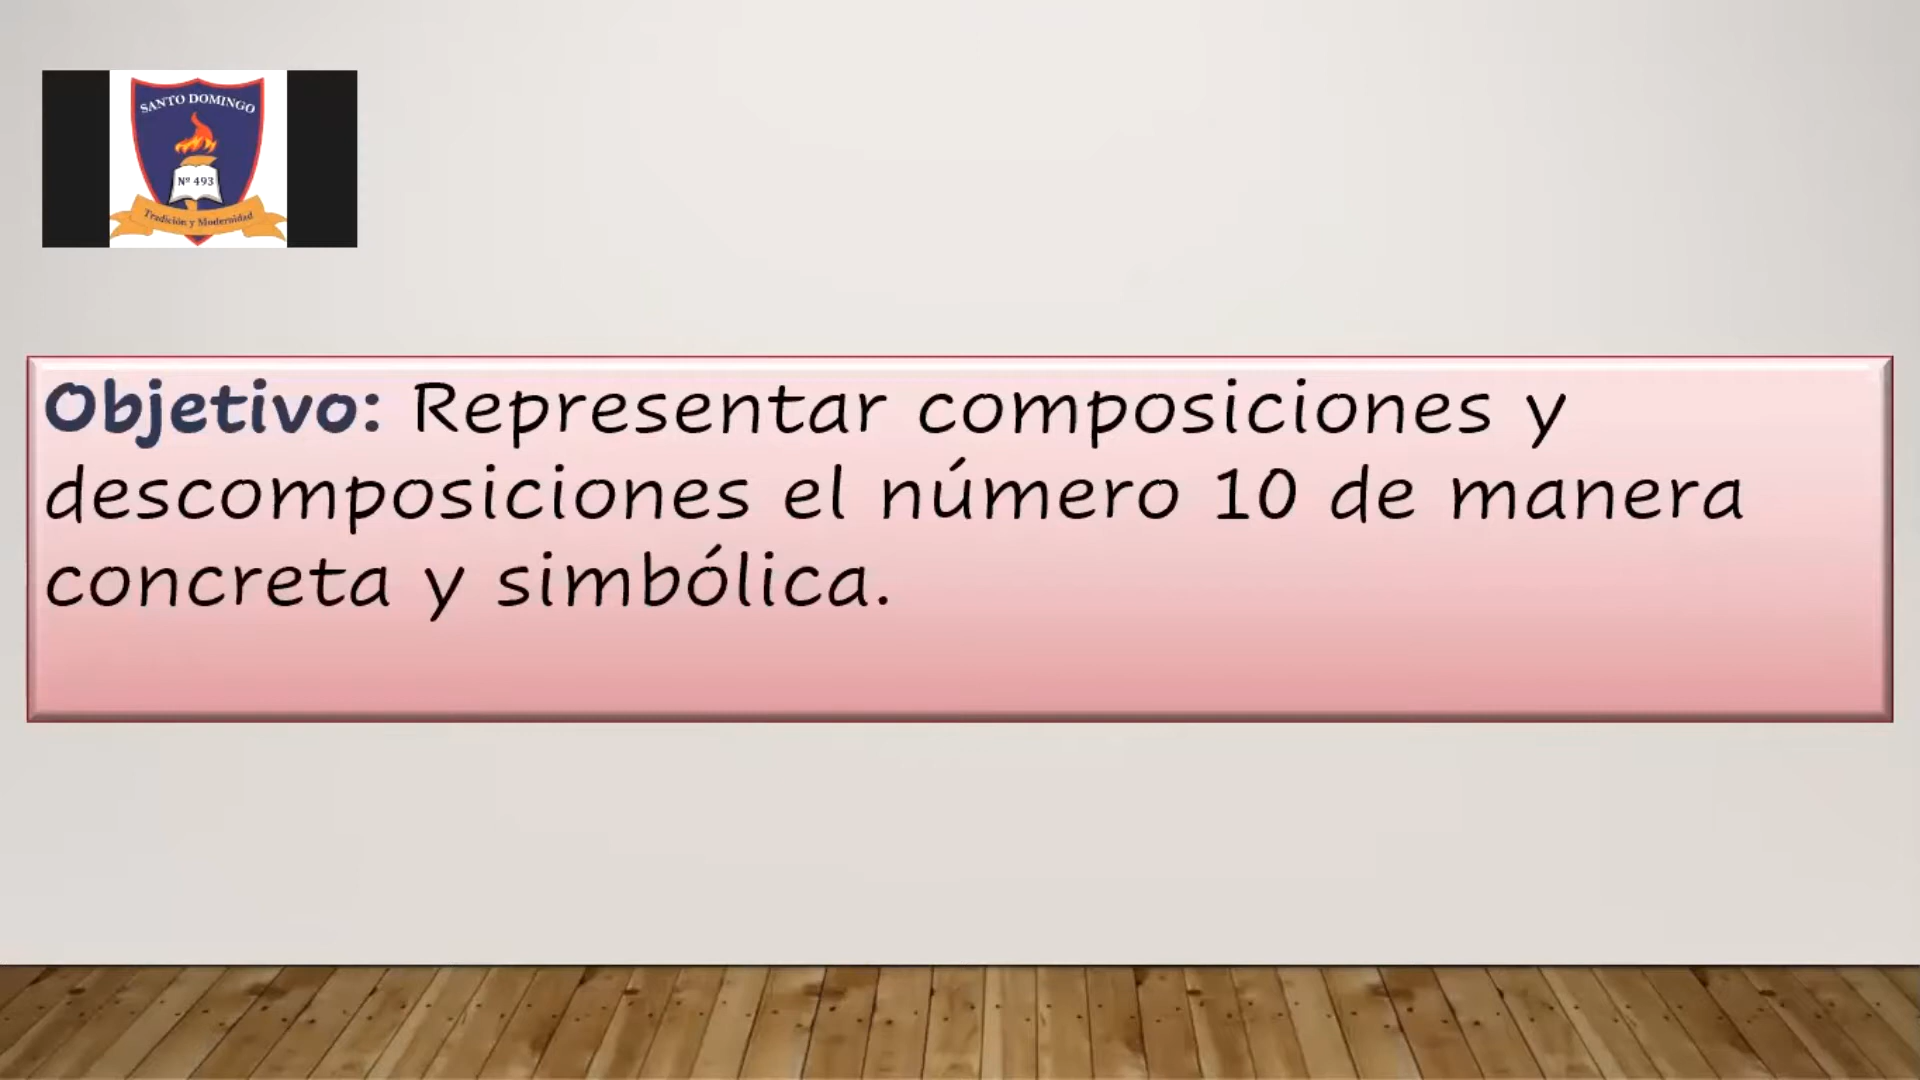 SANTO DOMINGO
Nº 493
Tradición y Modernidad
Objetivo: Representar composiciones y
descomposiciones el número 10 de manera
concreta y simbólica.